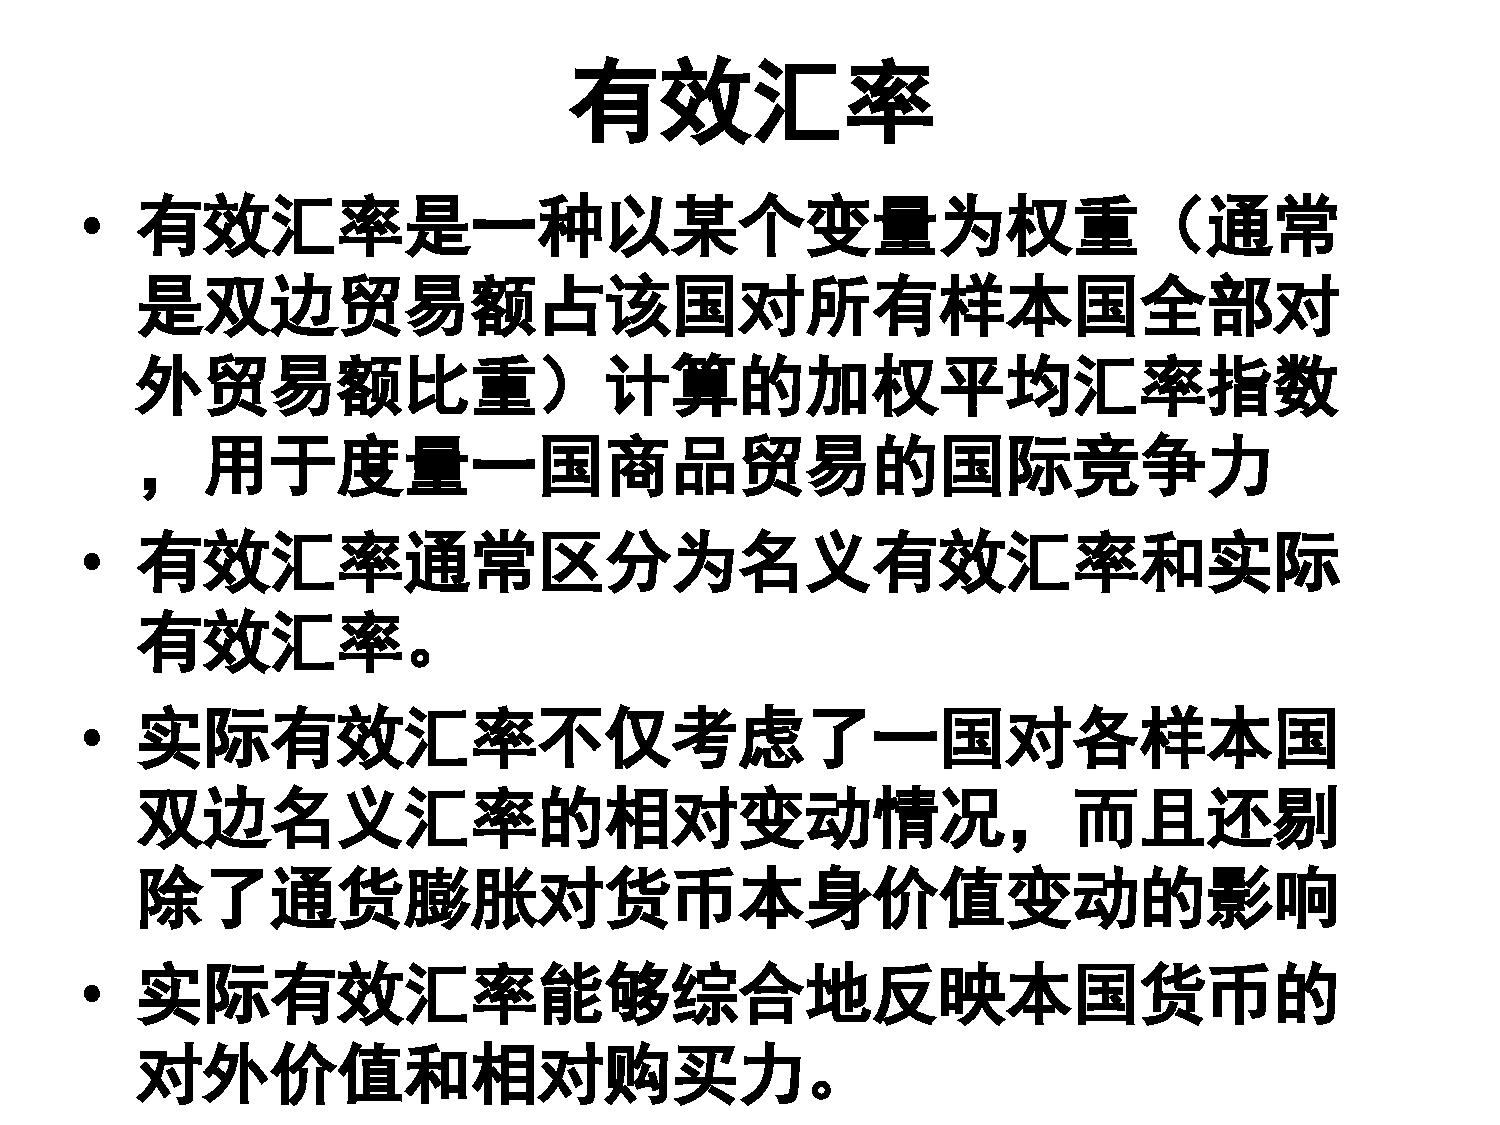 有效汇率
• 有效汇率是一种以某个变量为权重（通常
是双边贸易额占该国对所有样本国全部对
外贸易额比重）计算的加权平均汇率指数
，用于度量一国商品贸易的国际竞争力
• 有效汇率通常区分为名义有效汇率和实际
有效汇率。
• 实际有效汇率不仅考虑了一国对各样本国
双边名义汇率的相对变动情况，而且还剔
除了通货膨胀对货币本身价值变动的影响
• 实际有效汇率能够综合地反映本国货币的
对外价值和相对购买力。